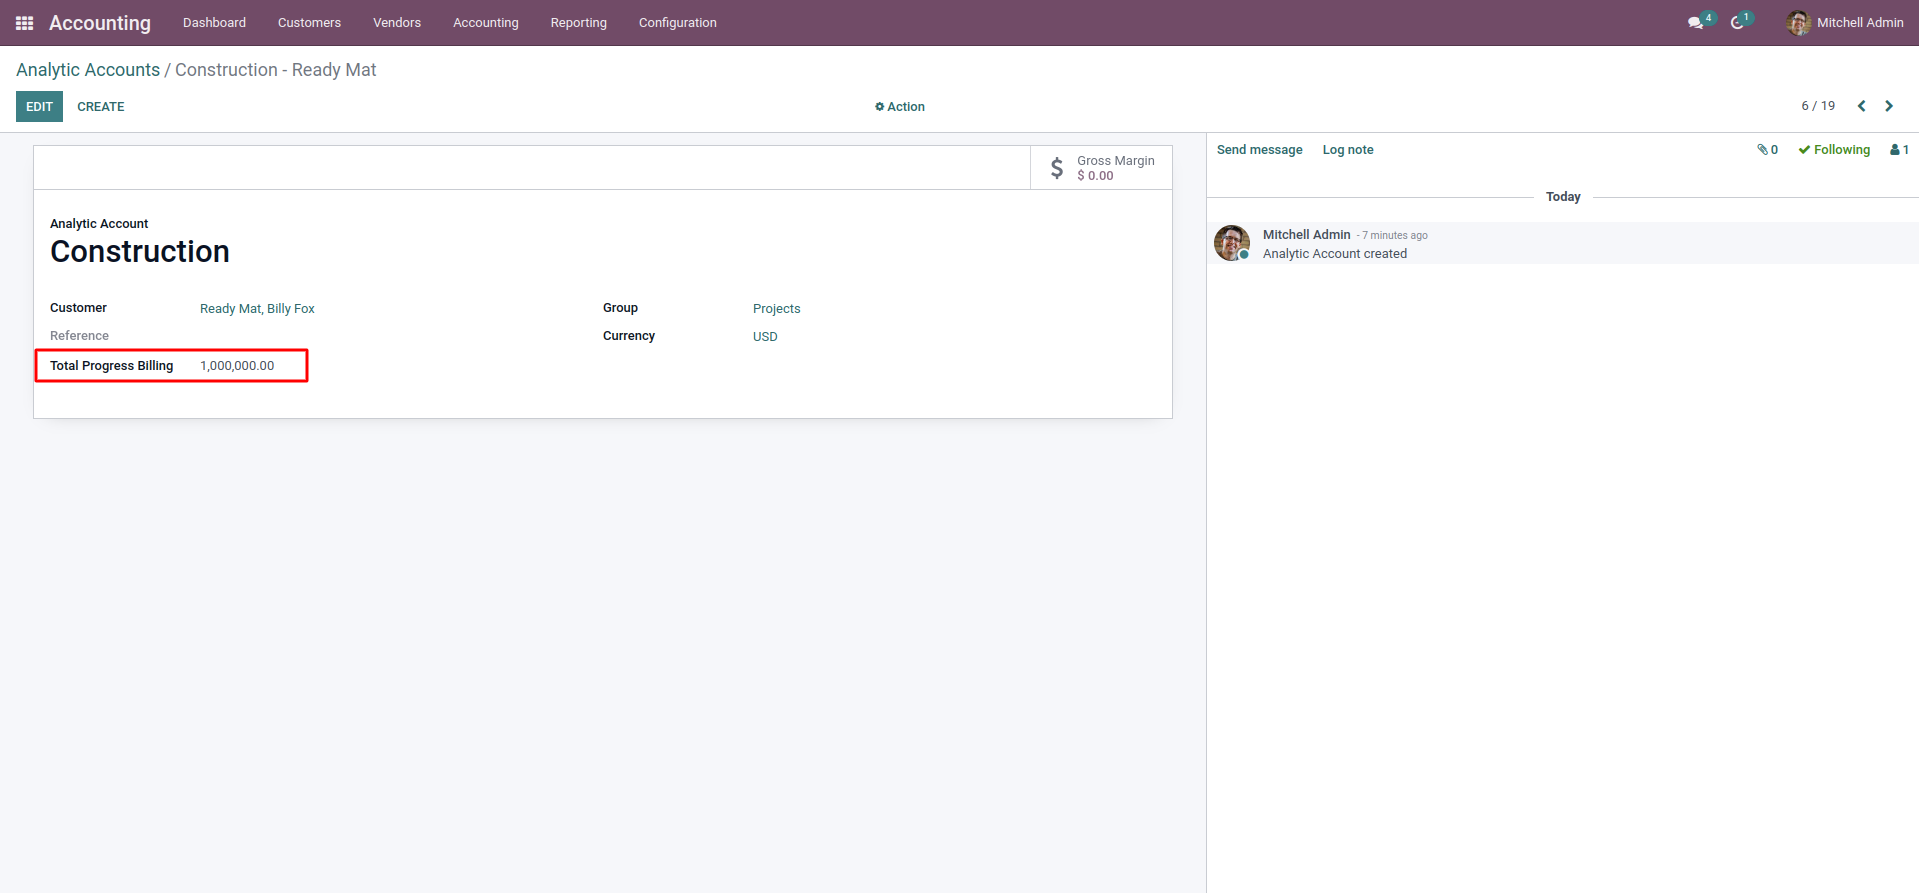 Accounting Dashboard Customers Vendors Accounting Reporting Configuration 4 1 Mitchell Admin
Analytic Accounts / Construction - Ready Mat
EDIT CREATE Action 6 / 19
Send message Log note 0 Following 1
Gross Margin
$ 0.00
Analytic Account
Construction
Customer Ready Mat, Billy Fox Group Projects
Reference Currency USD
Total Progress Billing 1,000,000.00
Today
Mitchell Admin - 7 minutes ago
Analytic Account created